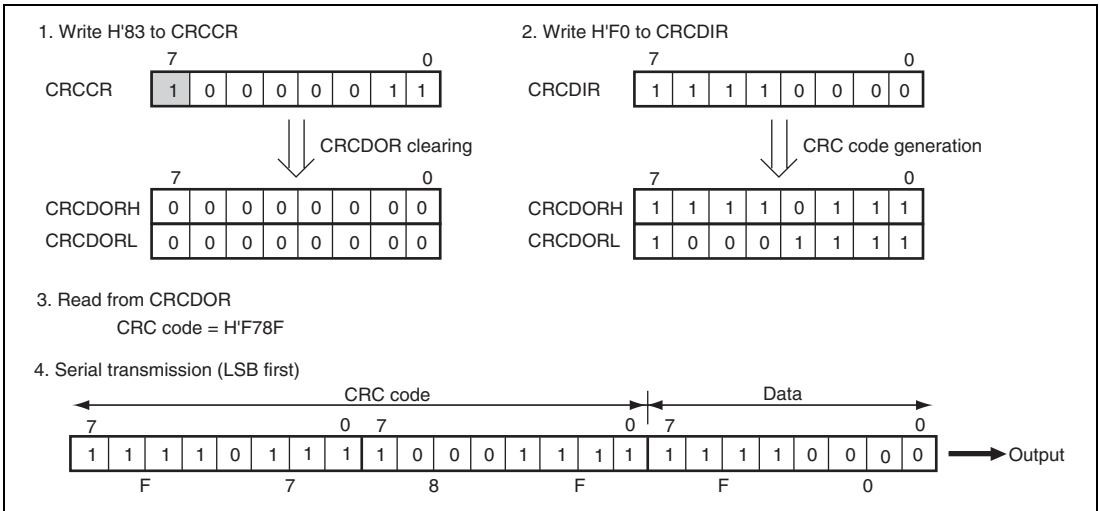 1. Write H'83 to CRCCR
7 0
CRCCR 1 0 0 0 0 0 1 1
CRCDOR clearing
7 0
CRCDORH 0 0 0 0 0 0 0 0
CRCDORL 0 0 0 0 0 0 0 0
2. Write H'F0 to CRCDIR
7 0
CRCDIR 1 1 1 1 0 0 0 0
CRC code generation
7 0
CRCDORH 1 1 1 1 0 1 1 1
CRCDORL 1 0 0 0 1 1 1 1
3. Read from CRCDOR
CRC code = H'F78F
4. Serial transmission (LSB first)
CRC code Data
7 0 7 0 7 0
1 1 1 1 0 1 1 1 1 0 0 0 1 1 1 1 1 1 1 1 0 0 0 0 Output
F 7 8 F F 0